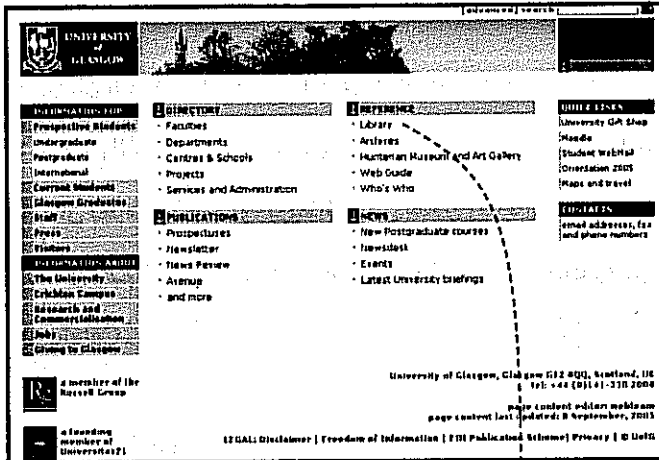 [advanced] search
UNIVERSITY
of
GLASGOW
INFORMATION FOR
Prospective Students
Undergraduate
Postgraduate
International
Current Students
Glasgow Graduates
Staff
Press
Visitors
INFORMATION ABOUT
The University
Crichton Campus
Research and
Commercialisation
Jobs
Giving to Glasgow
DIRECTORY
Faculties
Departments
Centres & Schools
Projects
Services and Administration
PUBLICATIONS
Prospectuses
Newsletter
News Review
Avenue
and more
REFERENCE
Library
Archives
Hunterian Museum and Art Gallery
Web Guide
Who's Who
NEWS
New Postgraduate courses
Newsdesk
Events
Latest University briefings
QUICK LINKS
University Gift Shop
Moodle
Student WebMail
Orientation 2005
Maps and travel
CONTACTS
email addresses, fax
and phone numbers
a member of the
Russell Group
a founding
member of
Universitas21
University of Glasgow, Glasgow G12 8QQ, Scotland, UK
page content editor: webteam
page content last updated: 8 September, 2005
LEGAL: Disclaimer | Freedom of Information | FOI Publication Scheme| Privacy | © UofG